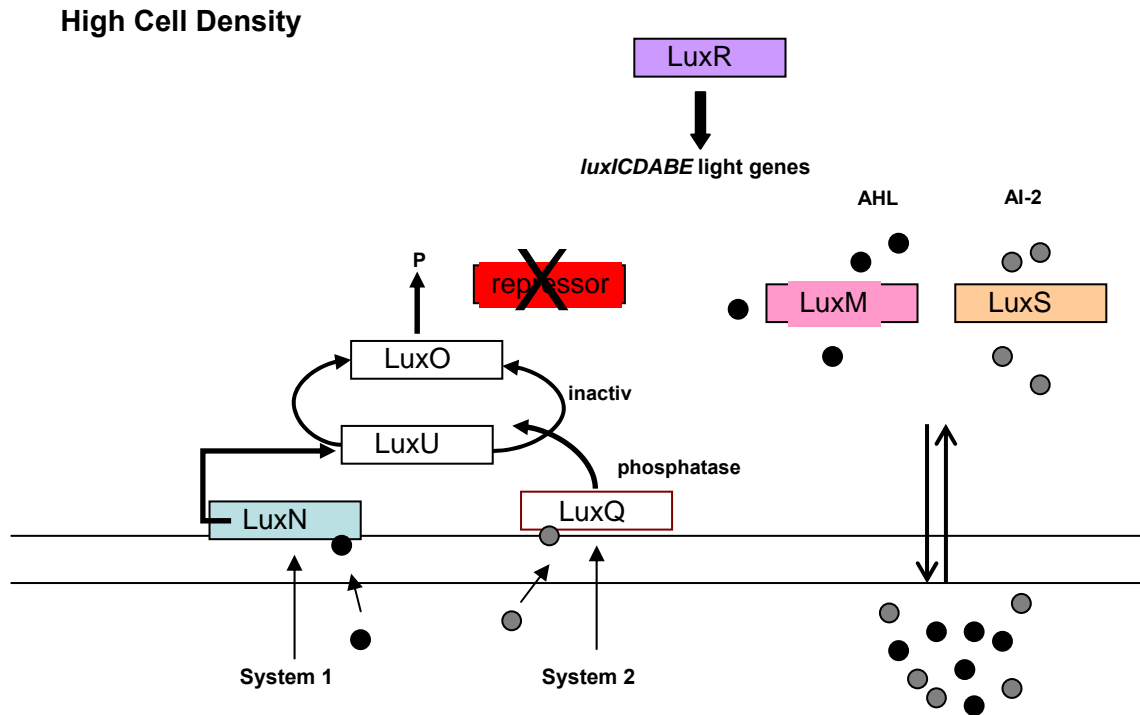 High Cell Density
LuxR
luxICDABE light genes
AHL
AI-2
P
repressor
LuxM
LuxS
LuxO
inactiv
LuxU
phosphatase
LuxN
LuxQ
System 1
System 2